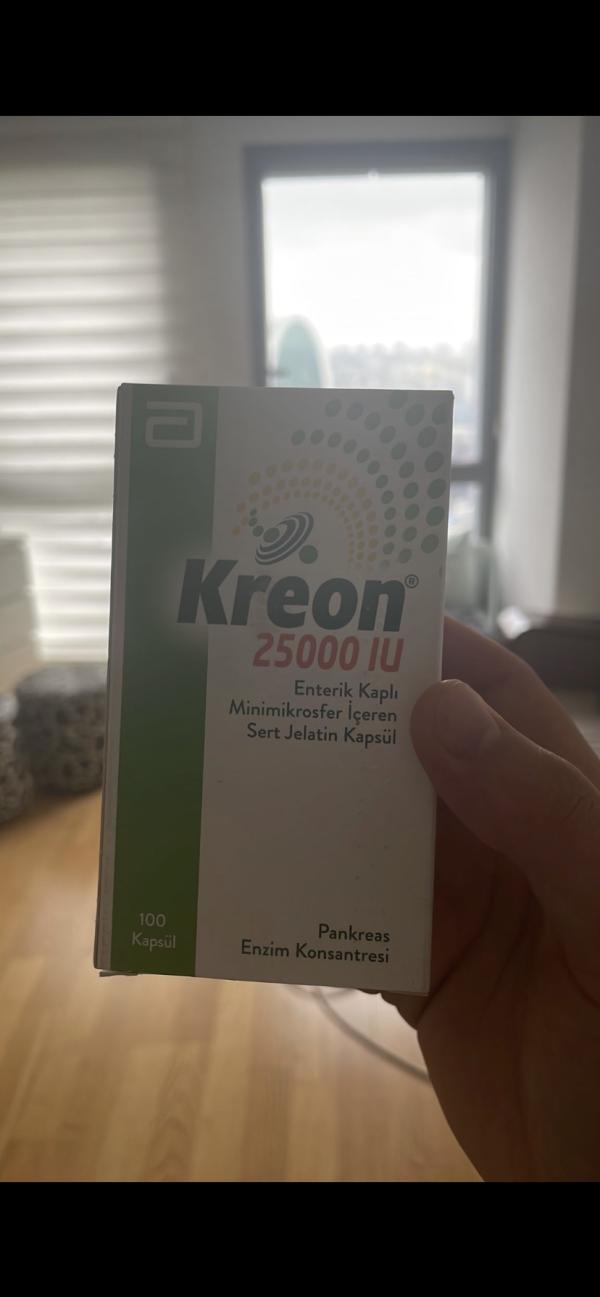 Kreon®
25000 IU
Enterik Kaplı
Minimikrosfer İçeren
Sert Jelatin Kapsül
100
Kapsül
Pankreas
Enzim Konsantresi